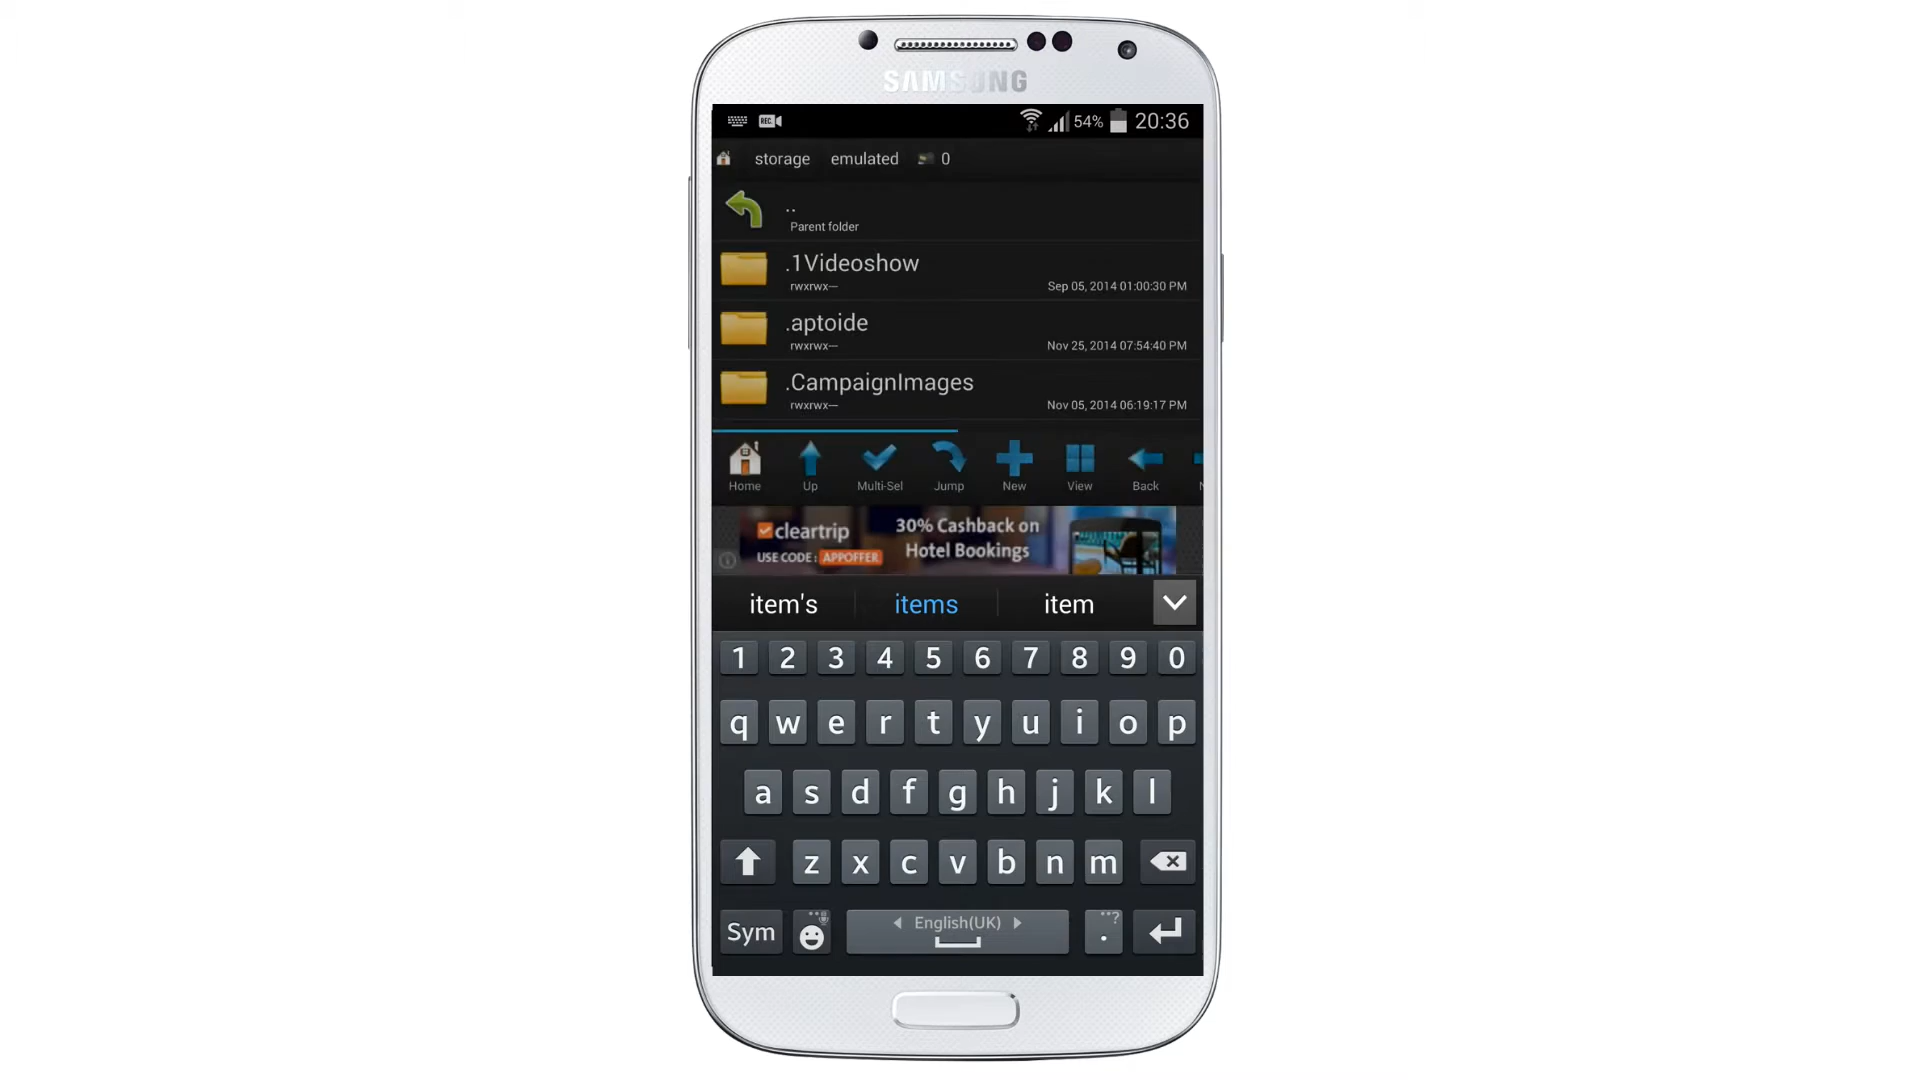 SAMSUNG
REC
54% 20:36
storage emulated 0
..
Parent folder
.1Videoshow
rwxrwx— Sep 05, 2014 01:00:30 PM
.aptoide
rwxrwx— Nov 25, 2014 07:54:40 PM
.CampaignImages
rwxrwx— Nov 05, 2014 06:19:17 PM
Home Up Multi-Sel Jump New View Back
cleartrip 30% Cashback on
USE CODE: APPOFFER Hotel Bookings
item's items item
1 2 3 4 5 6 7 8 9 0
q w e r t y u i o p
a s d f g h j k l
z x c v b n m
Sym English(UK) . ?